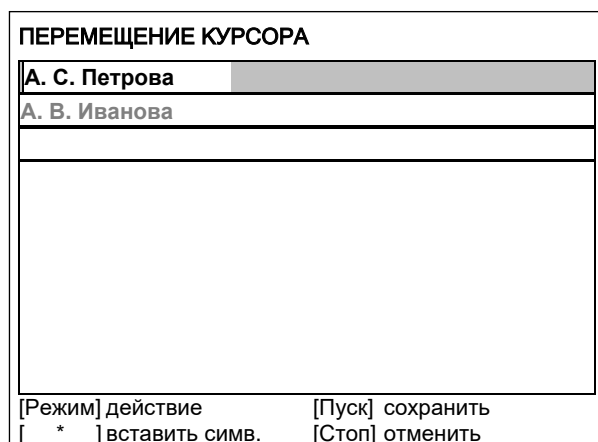 ПЕРЕМЕЩЕНИЕ КУРСОРА
А. С. Петрова
А. В. Иванова
[Режим] действие [Пуск] сохранить
[ * ] вставить симв. [Стоп] отменить